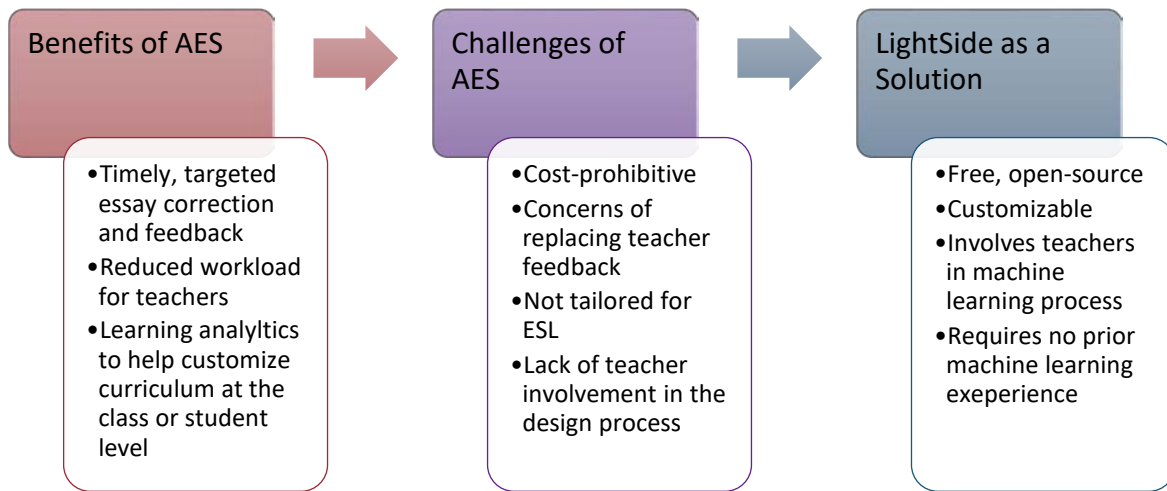 Benefits of AES
•Timely, targeted
essay correction
and feedback
•Reduced workload
for teachers
•Learning analyltics
to help customize
curriculum at the
class or student
level
Challenges of
AES
•Cost-prohibitive
•Concerns of
replacing teacher
feedback
•Not tailored for
ESL
•Lack of teacher
involvement in the
design process
LightSide as a
Solution
•Free, open-source
•Customizable
•Involves teachers
in machine
learning process
•Requires no prior
machine learning
exeperience